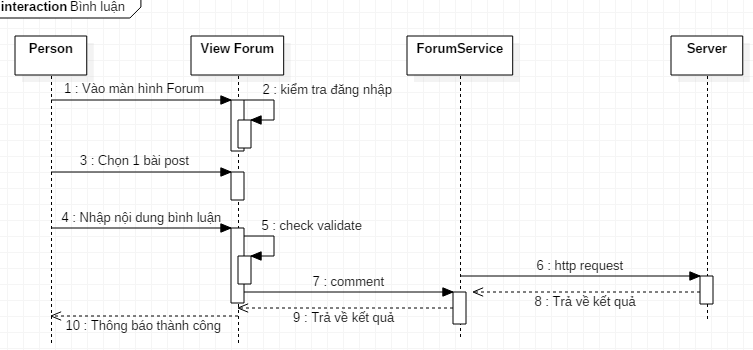 interaction Bình luận
Person
View Forum
ForumService
Server
1 : Vào màn hình Forum
2 : kiểm tra đăng nhập
3 : Chọn 1 bài post
4 : Nhập nội dung bình luận
5 : check validate
6 : http request
7 : comment
8 : Trả về kết quả
9 : Trả về kết quả
10 : Thông báo thành công